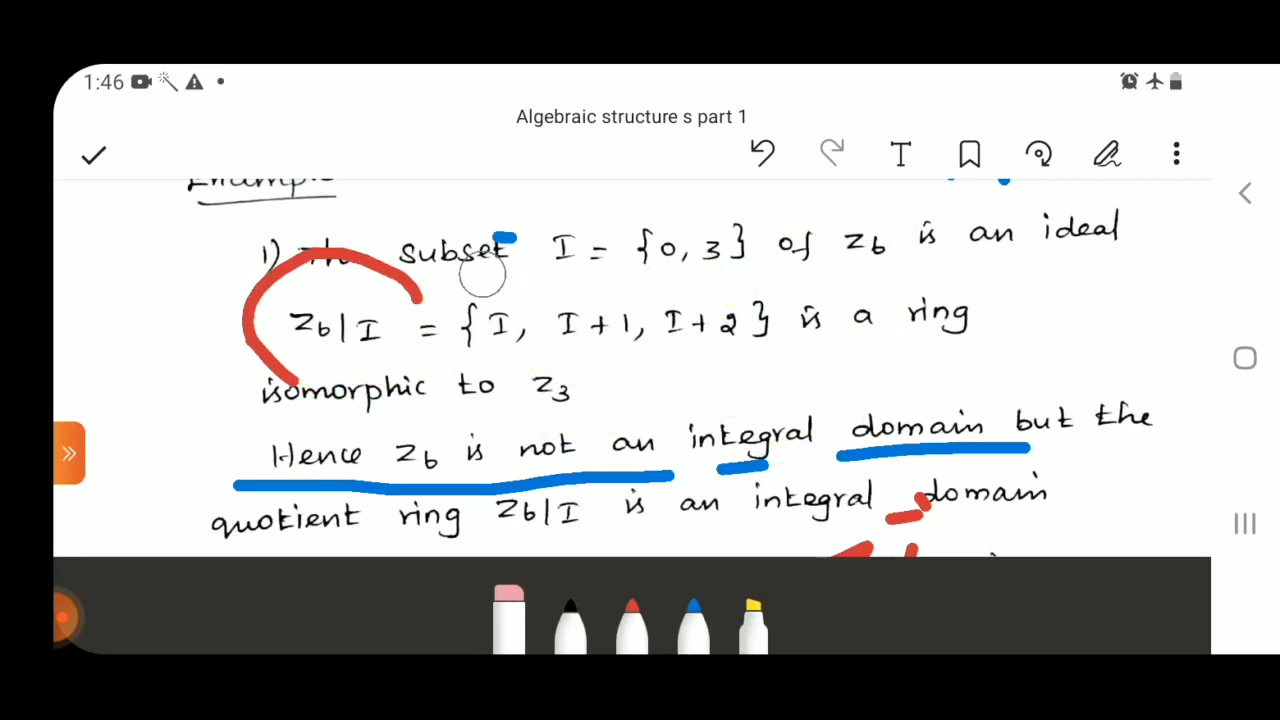 1:46
Algebraic structure s part 1
T
Example
1) The subset I = {0, 3} of Z6 is an ideal
Z6|I = {I, I+1, I+2} is a ring
isomorphic to Z3
Hence Z6 is not an integral domain but the
quotient ring Z6|I is an integral domain